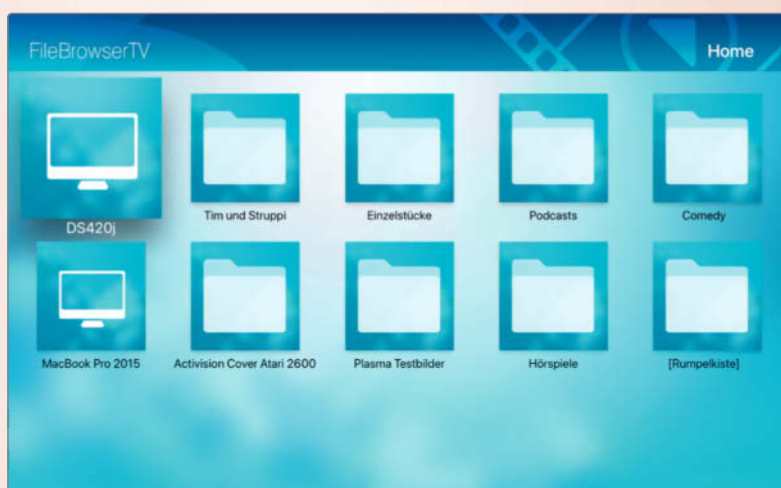 FileBrowserTV
Home
DS420j
Tim und Struppi
Einzelstücke
Podcasts
Comedy
MacBook Pro 2015
Activision Cover Atari 2600
Plasma Testbilder
Hörspiele
[Rumpelkiste]